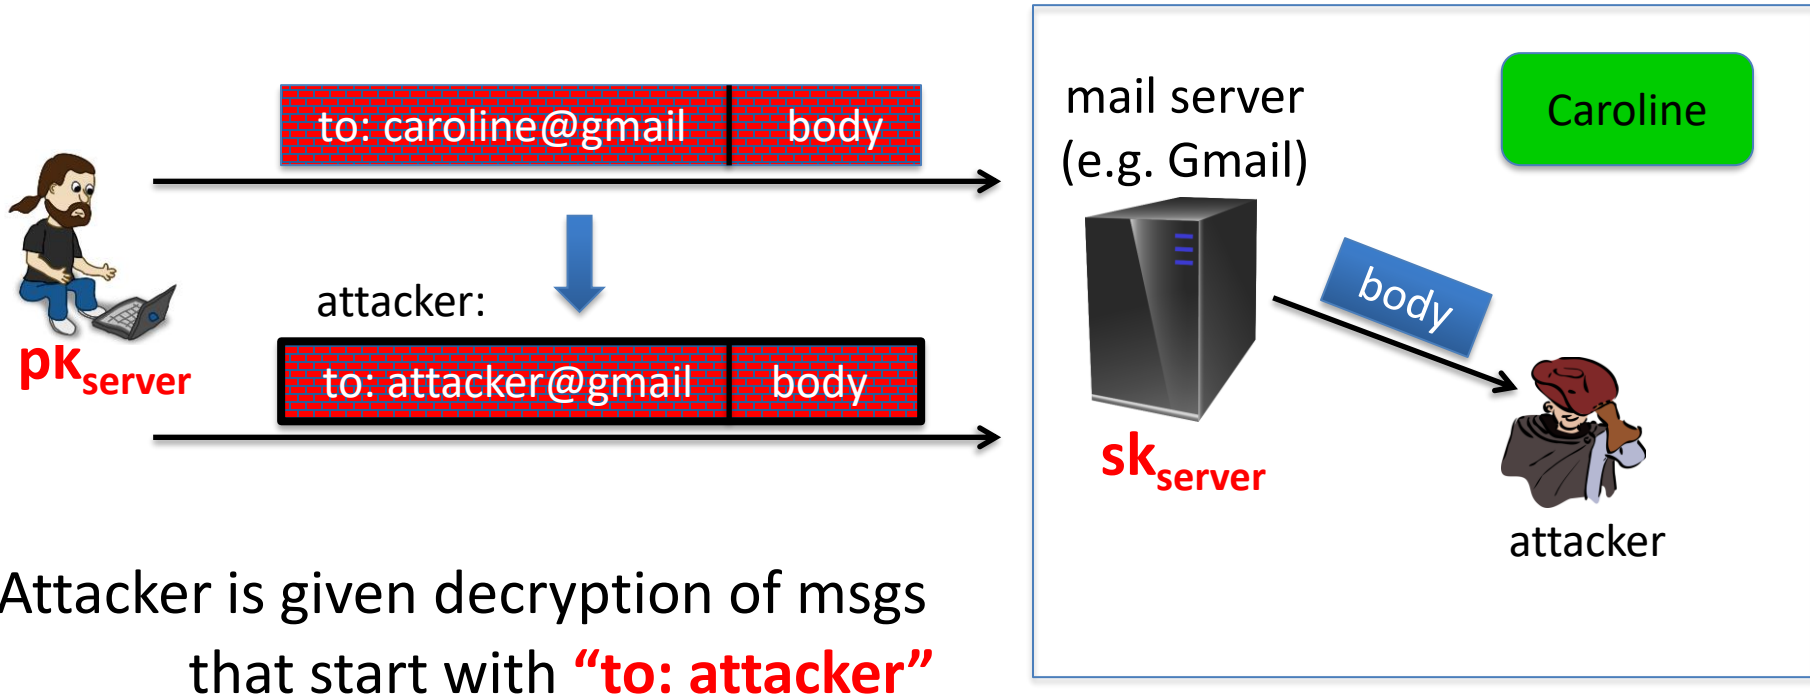 to: caroline@gmail body
mail server
(e.g. Gmail)
Caroline
attacker:
body
pkserver
to: attacker@gmail body
skserver
attacker
Attacker is given decryption of msgs
that start with “to: attacker”